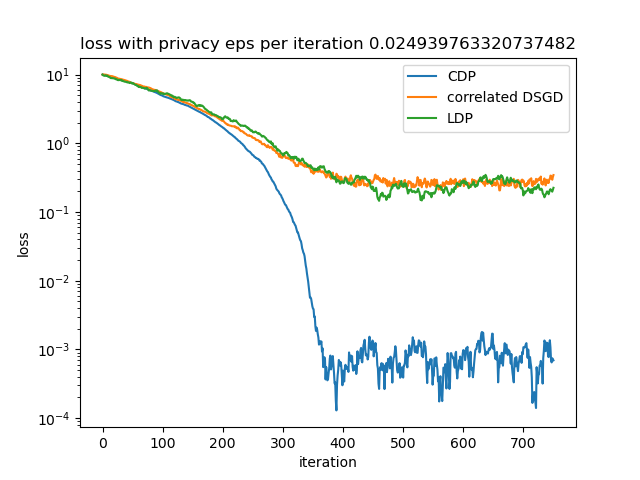 loss with privacy eps per iteration 0.024939763320737482
CDP
correlated DSGD
LDP
10¹
10⁰
10⁻¹
10⁻²
10⁻³
10⁻⁴
loss
0 100 200 300 400 500 600 700
iteration